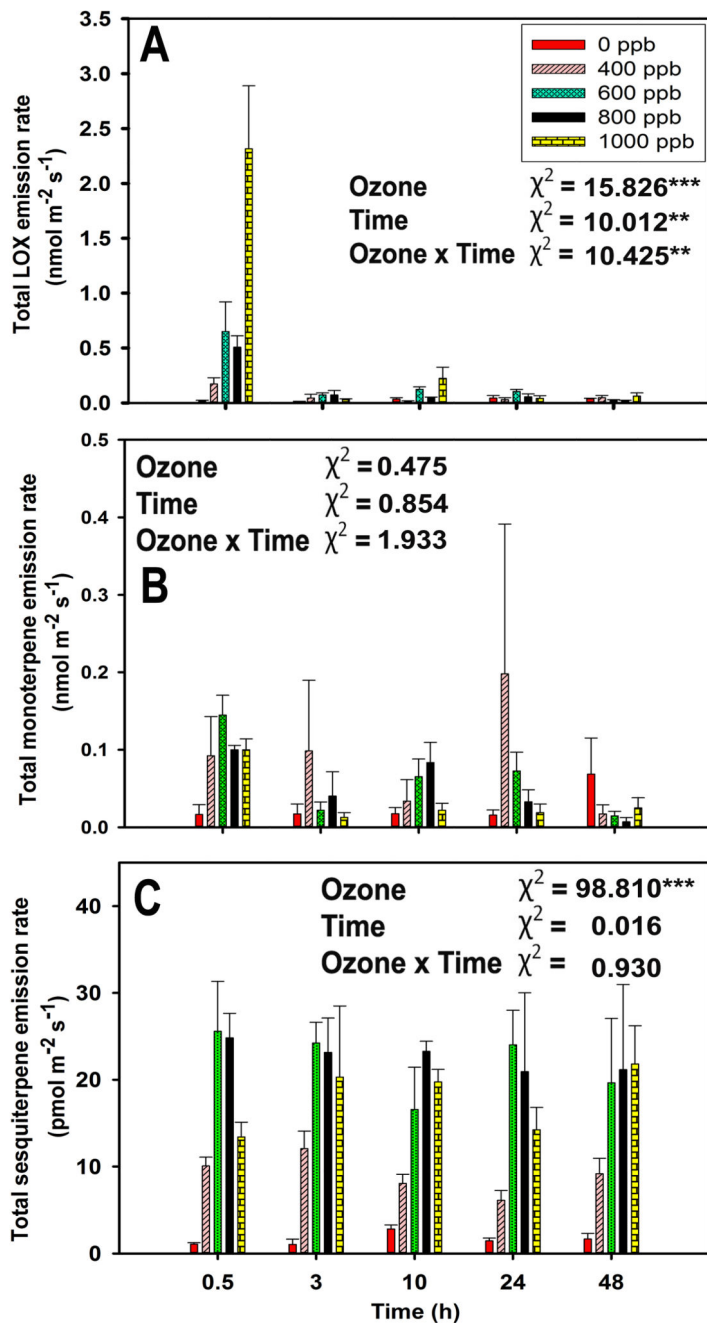 A
3.5
3.0
2.5
2.0
1.5
1.0
0.5
0.0
Total LOX emission rate
(nmol m⁻² s⁻¹)
0 ppb
400 ppb
600 ppb
800 ppb
1000 ppb
Ozone χ² = 15.826***
Time χ² = 10.012**
Ozone x Time χ² = 10.425**
B
0.5
0.4
0.3
0.2
0.1
0.0
Total monoterpene emission rate
(nmol m⁻² s⁻¹)
Ozone χ² = 0.475
Time χ² = 0.854
Ozone x Time χ² = 1.933
C
40
30
20
10
0
Total sesquiterpene emission rate
(pmol m⁻² s⁻¹)
Ozone χ² = 98.810***
Time χ² = 0.016
Ozone x Time χ² = 0.930
0.5 3 10 24 48
Time (h)